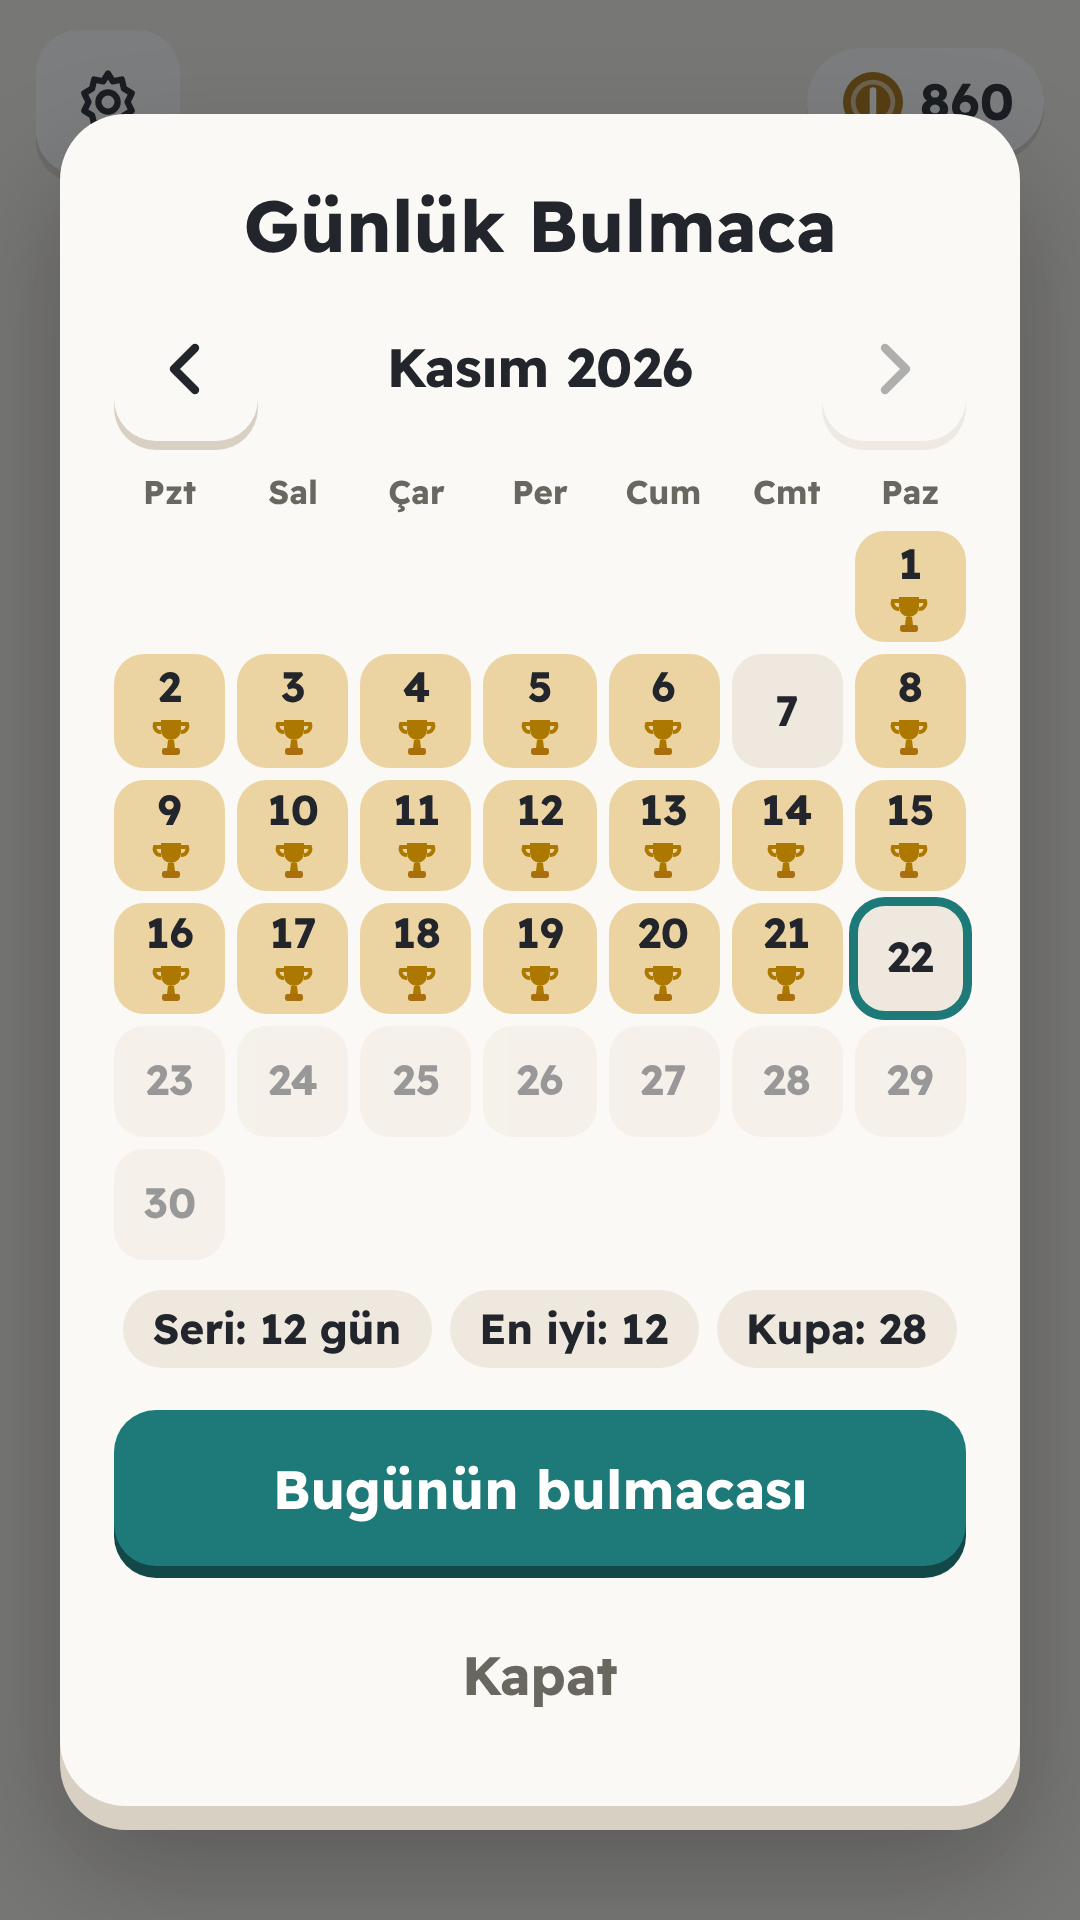 860
Günlük Bulmaca
Kasım 2026
Pzt Sal Çar Per Cum Cmt Paz
1
2 3 4 5 6 7 8
9 10 11 12 13 14 15
16 17 18 19 20 21 22
23 24 25 26 27 28 29
30
Seri: 12 gün En iyi: 12 Kupa: 28
Bugünün bulmacası
Kapat